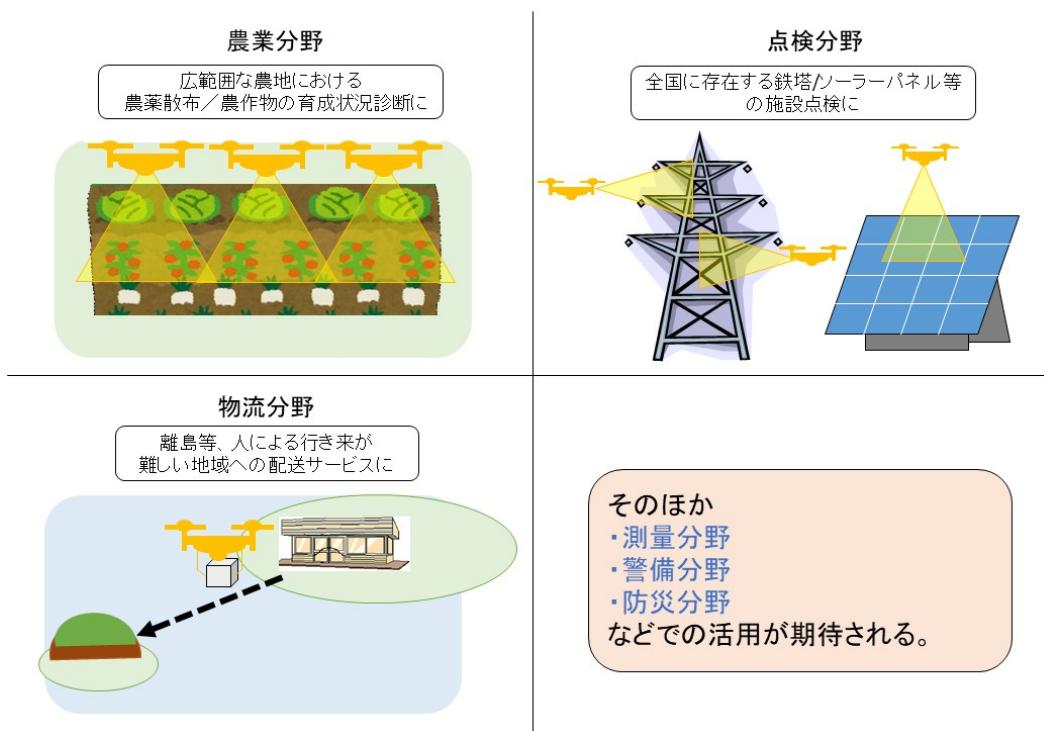 農業分野
広範囲な農地における
農薬散布／農作物の育成状況診断に
点検分野
全国に存在する鉄塔/ソーラーパネル等
の施設点検に
物流分野
離島等、人による行き来が
難しい地域への配送サービスに
そのほか
・測量分野
・警備分野
・防災分野
などでの活用が期待される。